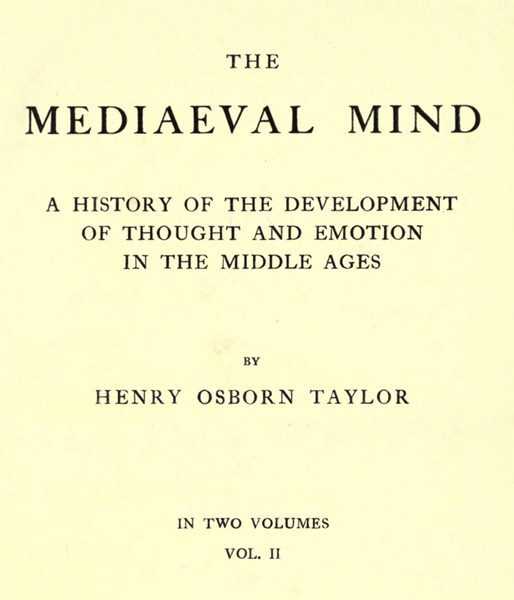 THE
MEDIAEVAL MIND
A HISTORY OF THE DEVELOPMENT
OF THOUGHT AND EMOTION
IN THE MIDDLE AGES
BY
HENRY OSBORN TAYLOR
IN TWO VOLUMES
VOL. II